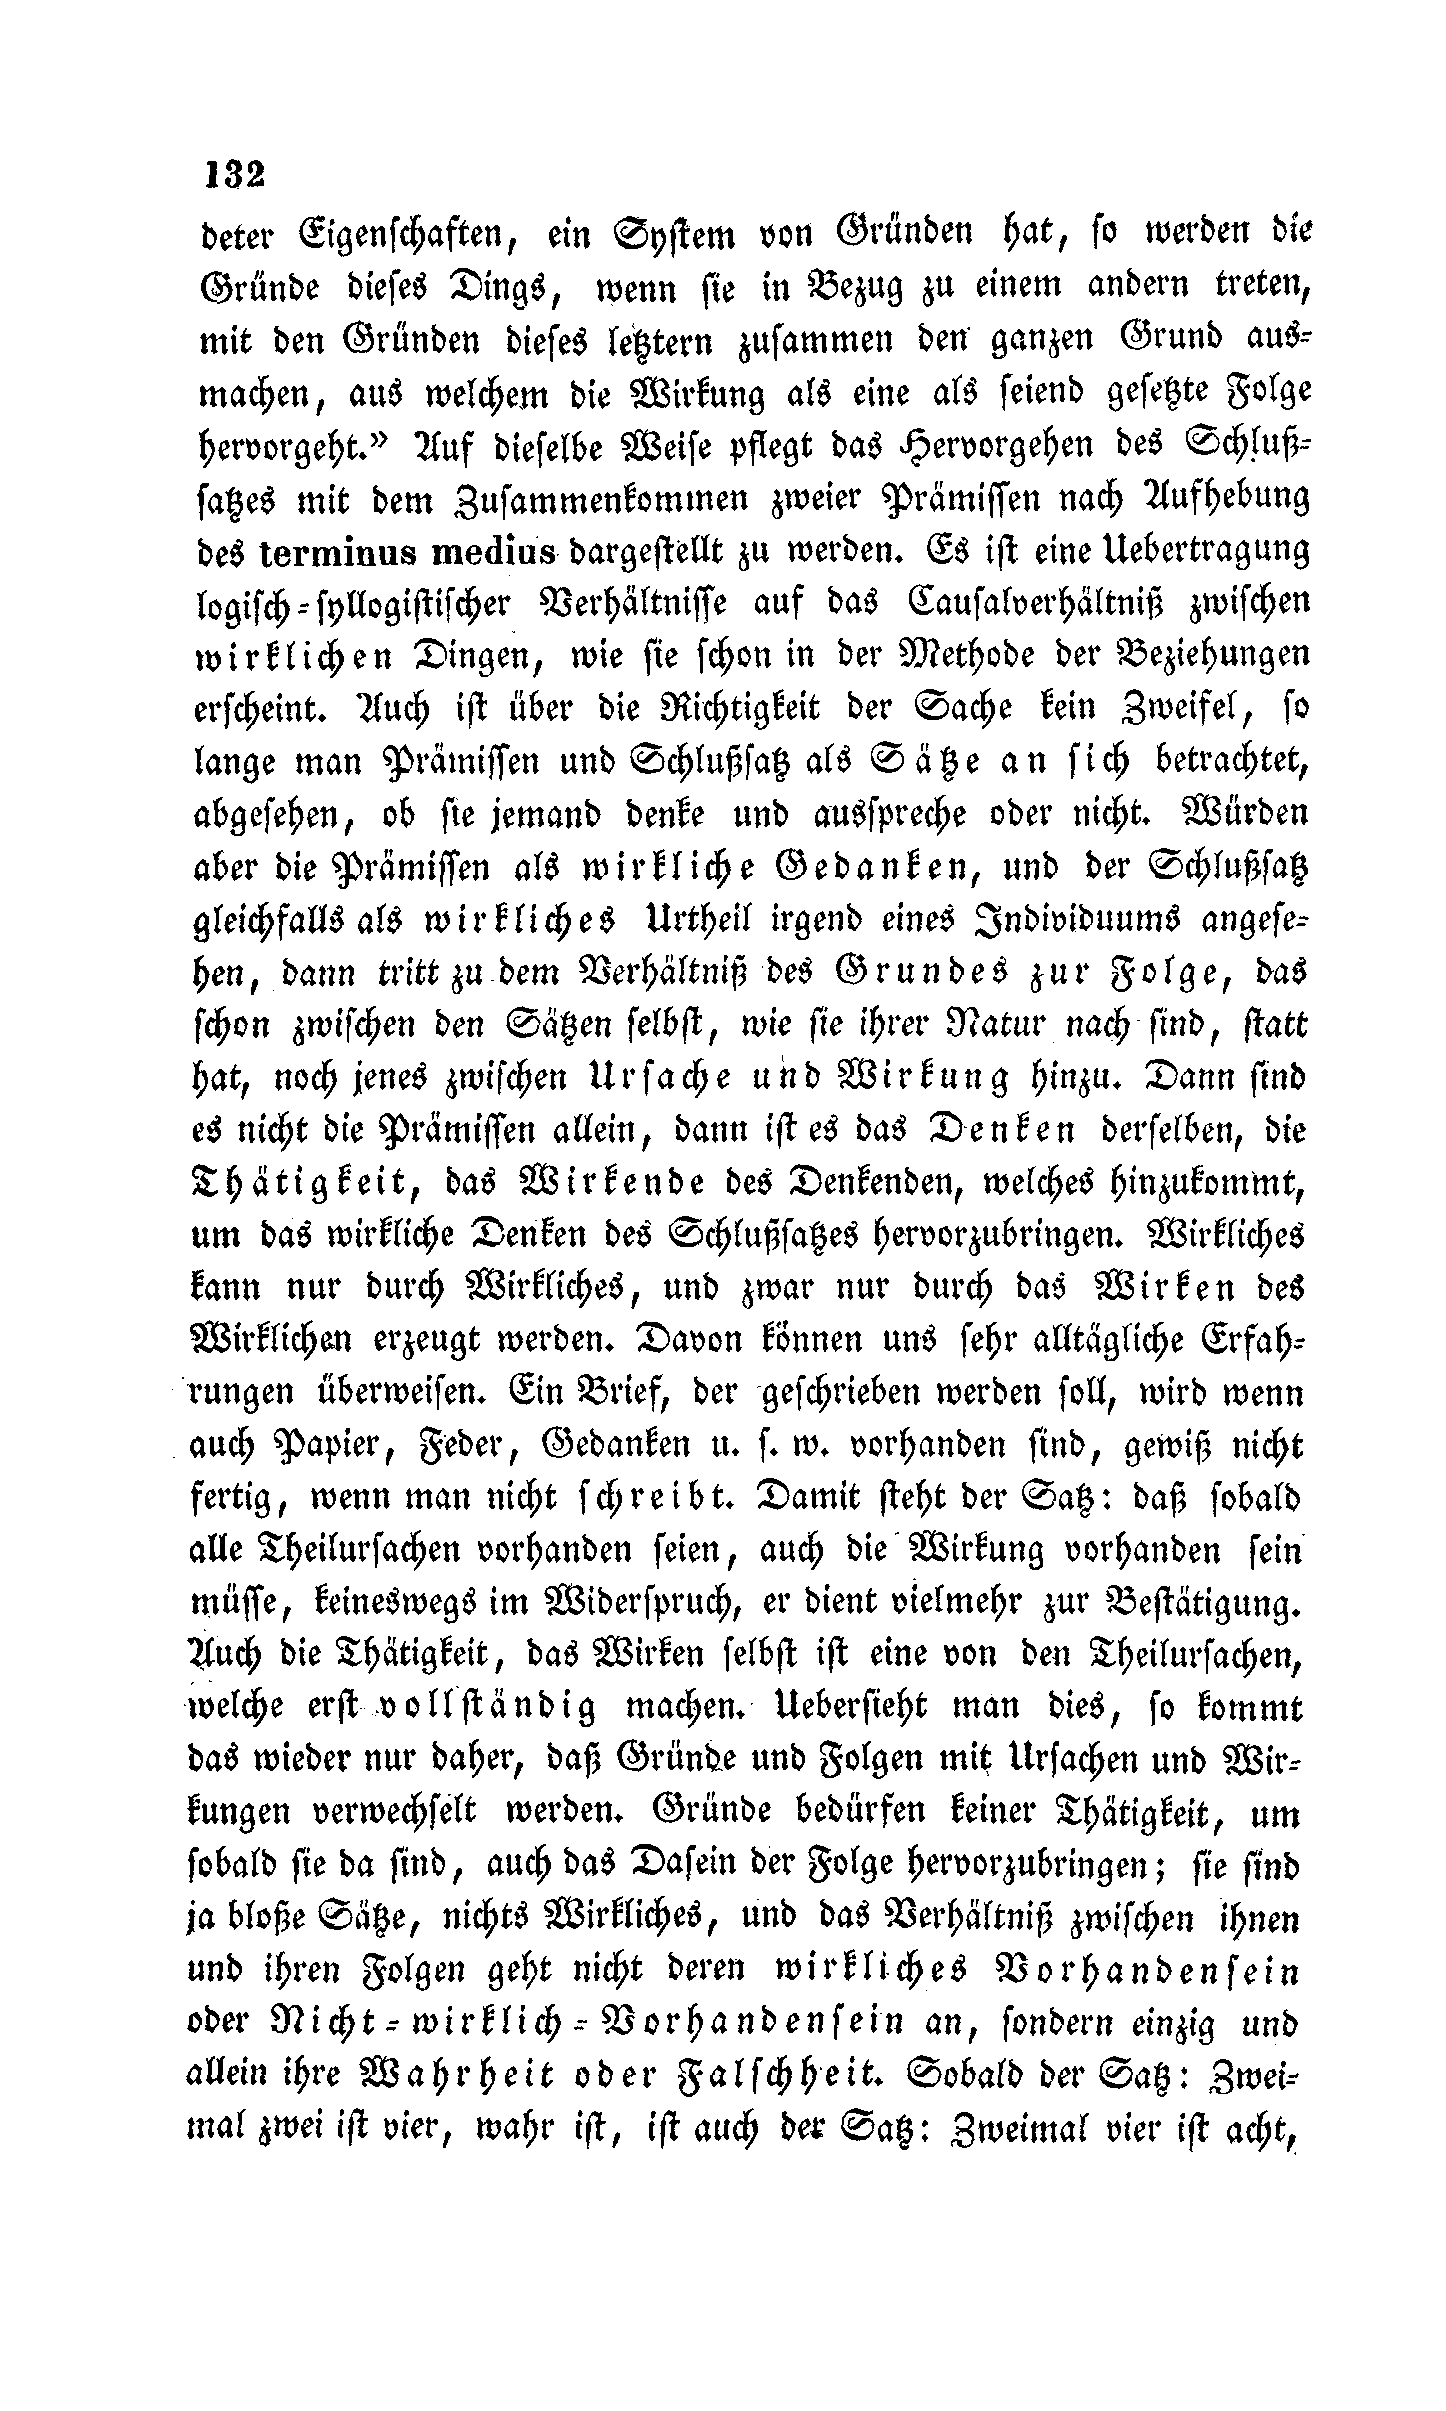 132
deter Eigenschaften, ein System von Gründen hat, so werden die
Gründe dieses Dings, wenn sie in Bezug zu einem andern treten,
mit den Gründen dieses letztern zusammen den ganzen Grund aus-
machen, aus welchem die Wirkung als eine als seiend gesetzte Folge
hervorgeht.» Auf dieselbe Weise pflegt das Hervorgehen des Schluß-
satzes mit dem Zusammenkommen zweier Prämissen nach Aufhebung
des terminus medius dargestellt zu werden. Es ist eine Uebertragung
logisch-syllogistischer Verhältnisse auf das Causalverhältniß zwischen
wirklichen Dingen, wie sie schon in der Methode der Beziehungen
erscheint. Auch ist über die Richtigkeit der Sache kein Zweifel, so
lange man Prämissen und Schlußsatz als Sätze an sich betrachtet,
abgesehen, ob sie jemand denke und ausspreche oder nicht. Würden
aber die Prämissen als wirkliche Gedanken, und der Schlußsatz
gleichfalls als wirkliches Urtheil irgend eines Individuums angese-
hen, dann tritt zu dem Verhältniß des Grundes zur Folge, das
schon zwischen den Sätzen selbst, wie sie ihrer Natur nach sind, statt
hat, noch jenes zwischen Ursache und Wirkung hinzu. Dann sind
es nicht die Prämissen allein, dann ist es das Denken derselben, die
Thätigkeit, das Wirkende des Denkenden, welches hinzukommt,
um das wirkliche Denken des Schlußsatzes hervorzubringen. Wirkliches
kann nur durch Wirkliches, und zwar nur durch das Wirken des
Wirklichen erzeugt werden. Davon können uns sehr alltägliche Erfah-
rungen überweisen. Ein Brief, der geschrieben werden soll, wird wenn
auch Papier, Feder, Gedanken u. s. w. vorhanden sind, gewiß nicht
fertig, wenn man nicht schreibt. Damit steht der Satz: daß sobald
alle Theilursachen vorhanden seien, auch die Wirkung vorhanden sein
müsse, keineswegs im Widerspruch, er dient vielmehr zur Bestätigung.
Auch die Thätigkeit, das Wirken selbst ist eine von den Theilursachen,
welche erst vollständig machen. Uebersieht man dies, so kommt
das wieder nur daher, daß Gründe und Folgen mit Ursachen und Wir-
kungen verwechselt werden. Gründe bedürfen keiner Thätigkeit, um
sobald sie da sind, auch das Dasein der Folge hervorzubringen; sie sind
ja bloße Sätze, nichts Wirkliches, und das Verhältniß zwischen ihnen
und ihren Folgen geht nicht deren wirkliches Vorhandensein
oder Nicht-wirklich-Vorhandensein an, sondern einzig und
allein ihre Wahrheit oder Falschheit. Sobald der Satz: Zwei-
mal zwei ist vier, wahr ist, ist auch der Satz: Zweimal vier ist acht,